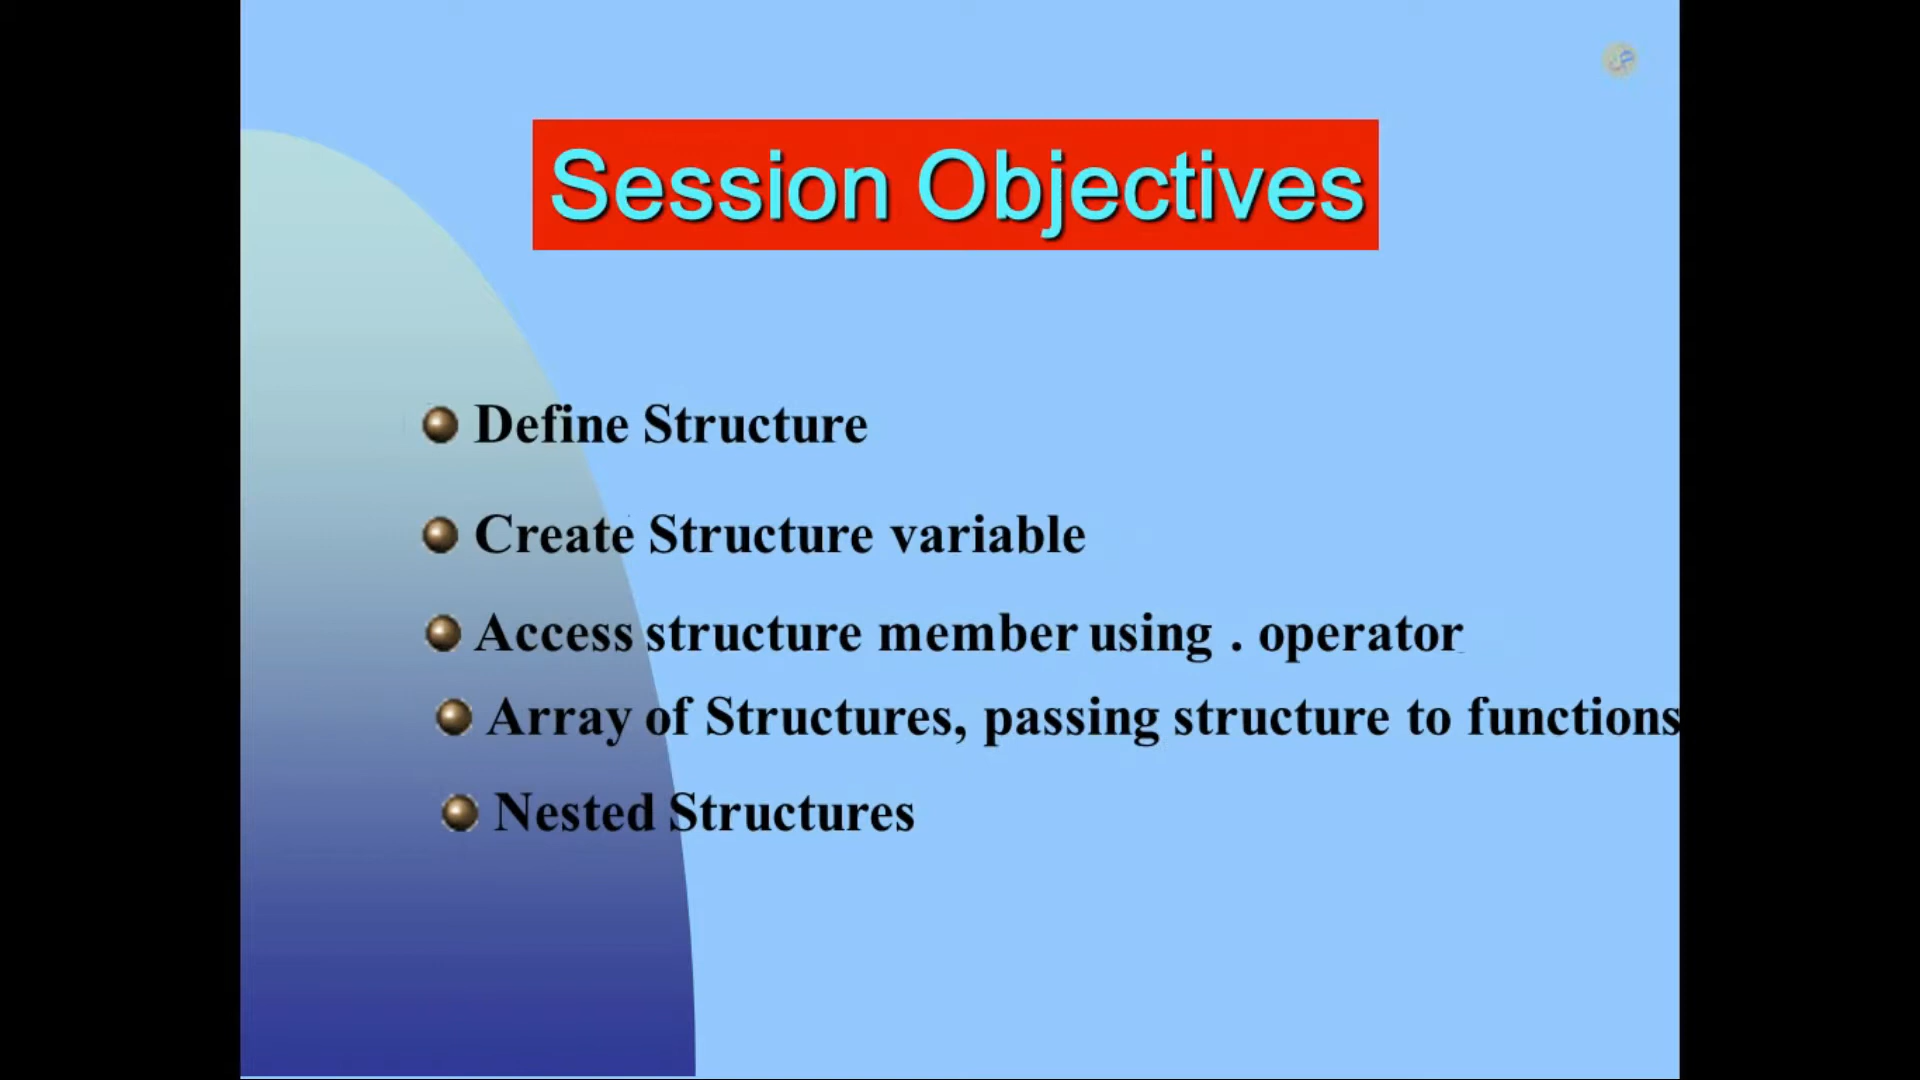 Session Objectives
Define Structure
Create Structure variable
Access structure member using . operator
Array of Structures, passing structure to functions
Nested Structures